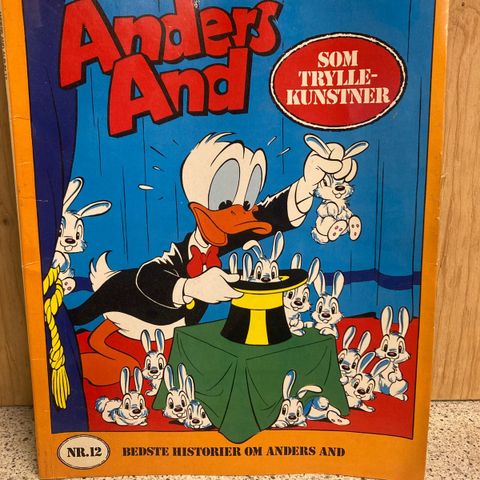 Anders
And
SOM
TRYLLE-
KUNSTNER
NR.12
BEDSTE HISTORIER OM ANDERS AND